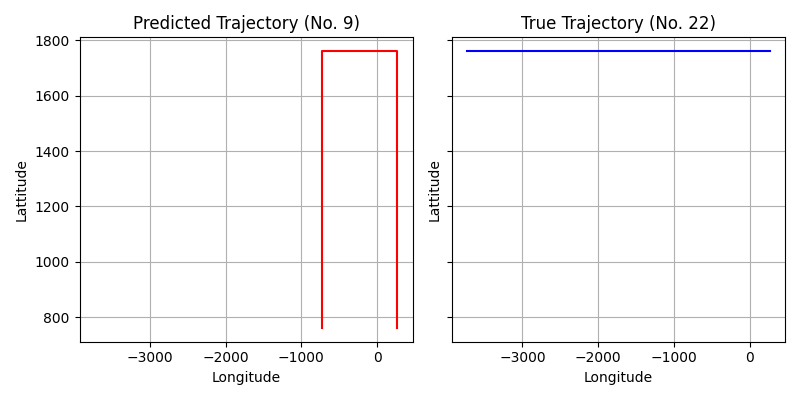 Predicted Trajectory (No. 9)
True Trajectory (No. 22)
1800
1600
1400
1200
1000
800
Lattitude
Lattitude
−3000
−2000
−1000
0
−3000
−2000
−1000
0
Longitude
Longitude